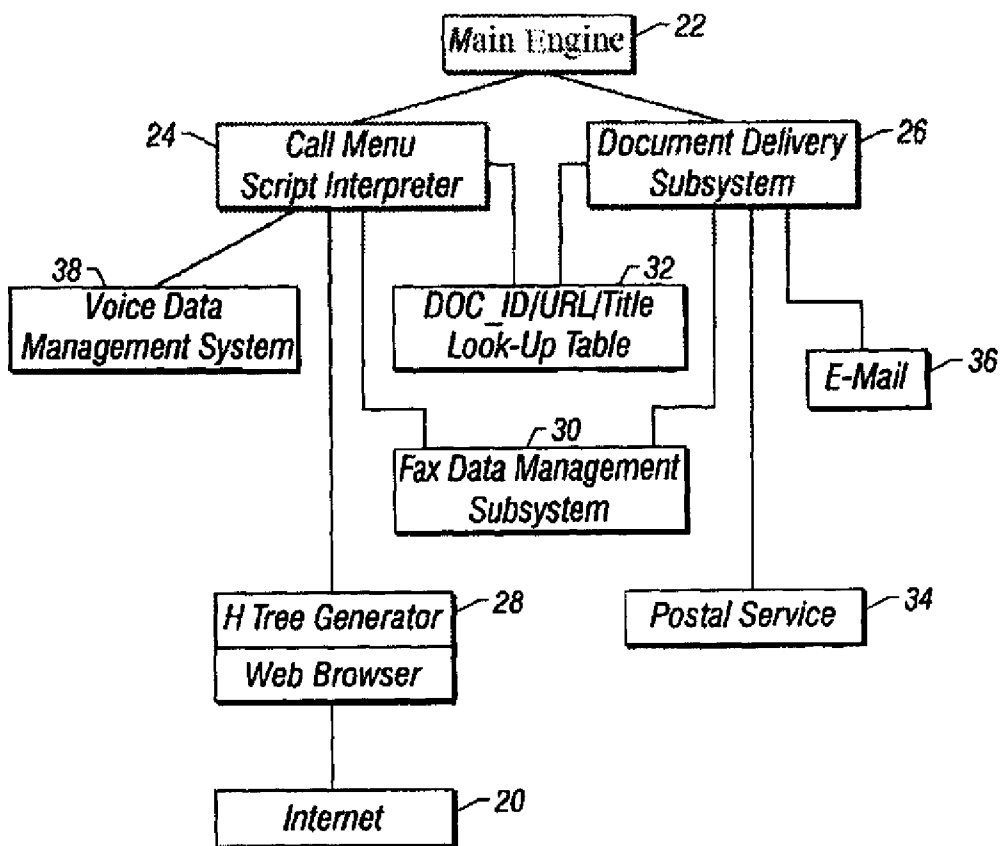 Main Engine
22
24
Call Menu
Script Interpreter
Document Delivery
Subsystem
26
38
Voice Data
Management System
32
DOC_ID/URL/Title
Look-Up Table
E-Mail
36
30
Fax Data Management
Subsystem
H Tree Generator
28
Web Browser
Postal Service
34
Internet
20